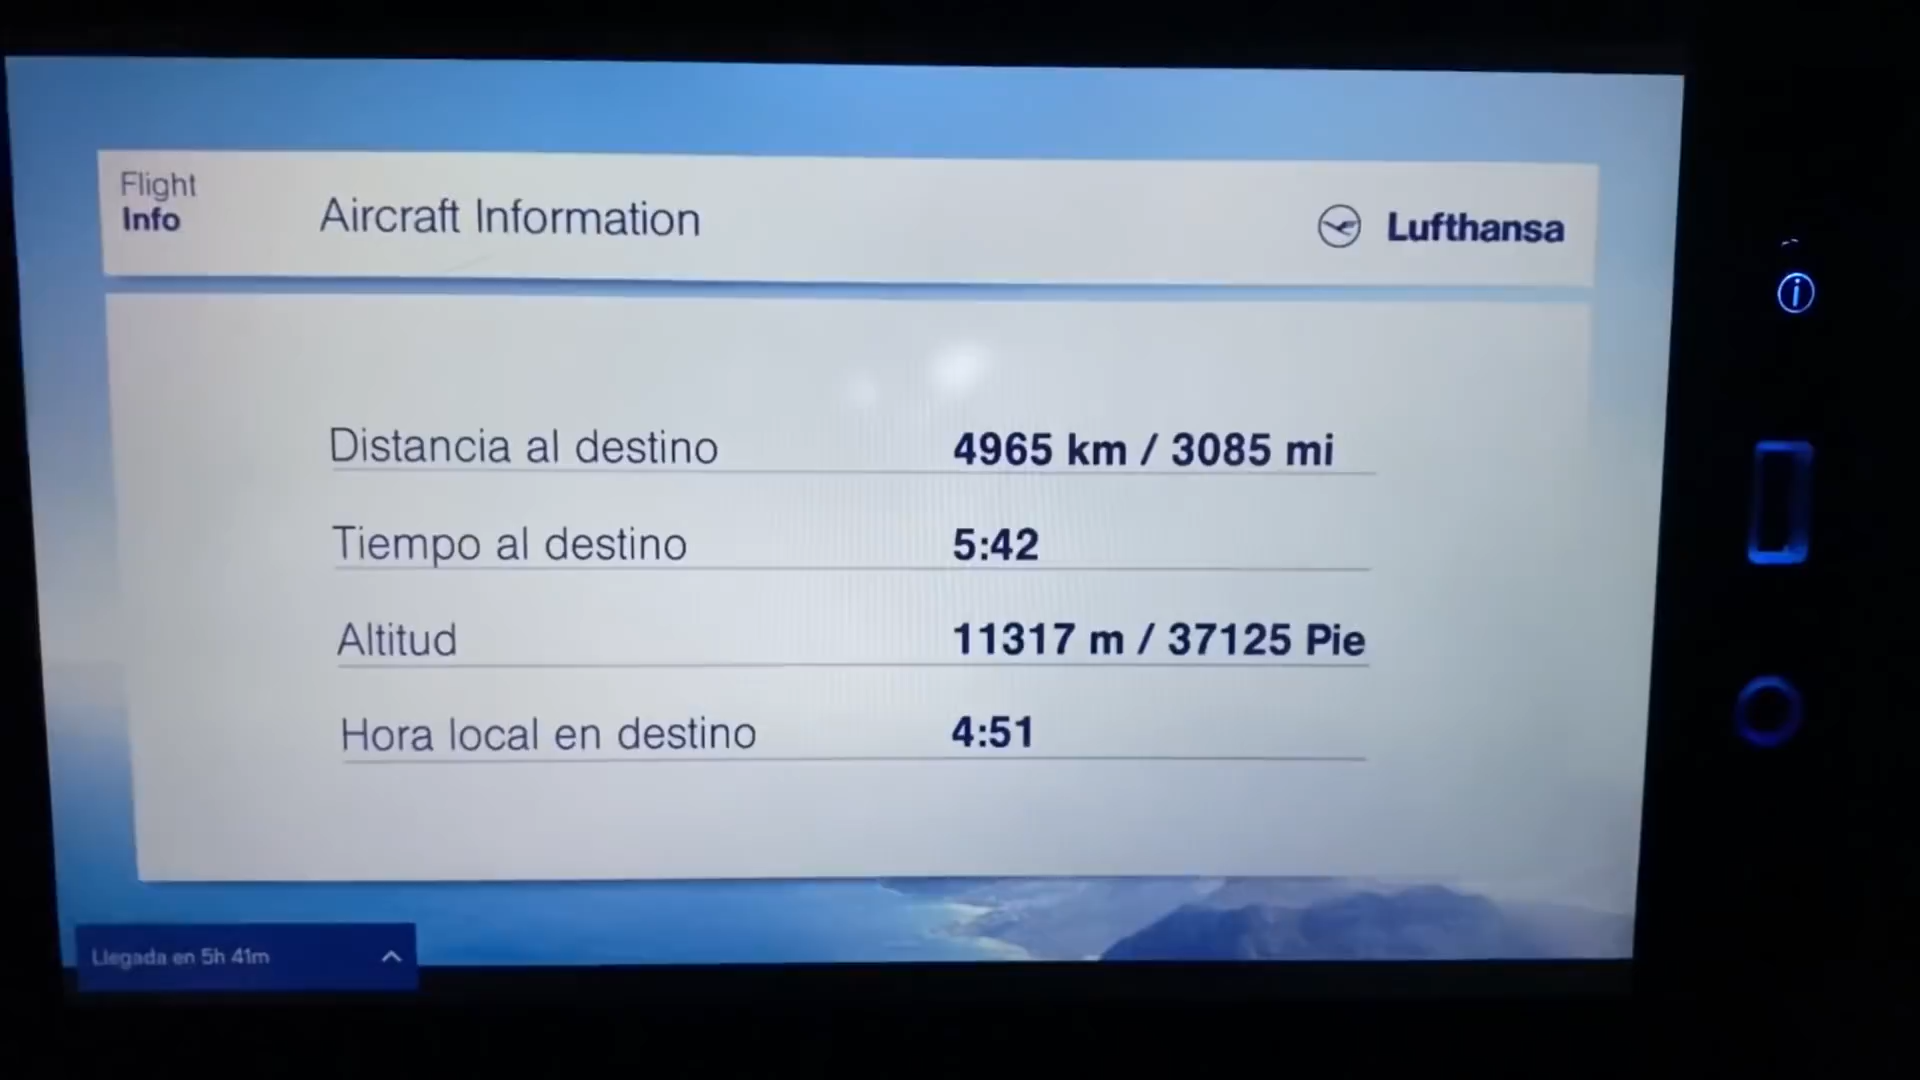 Flight
Info
Aircraft Information
Lufthansa
Distancia al destino 4965 km / 3085 mi
Tiempo al destino 5:42
Altitud 11317 m / 37125 Pie
Hora local en destino 4:51
Llegada en 5h 41m